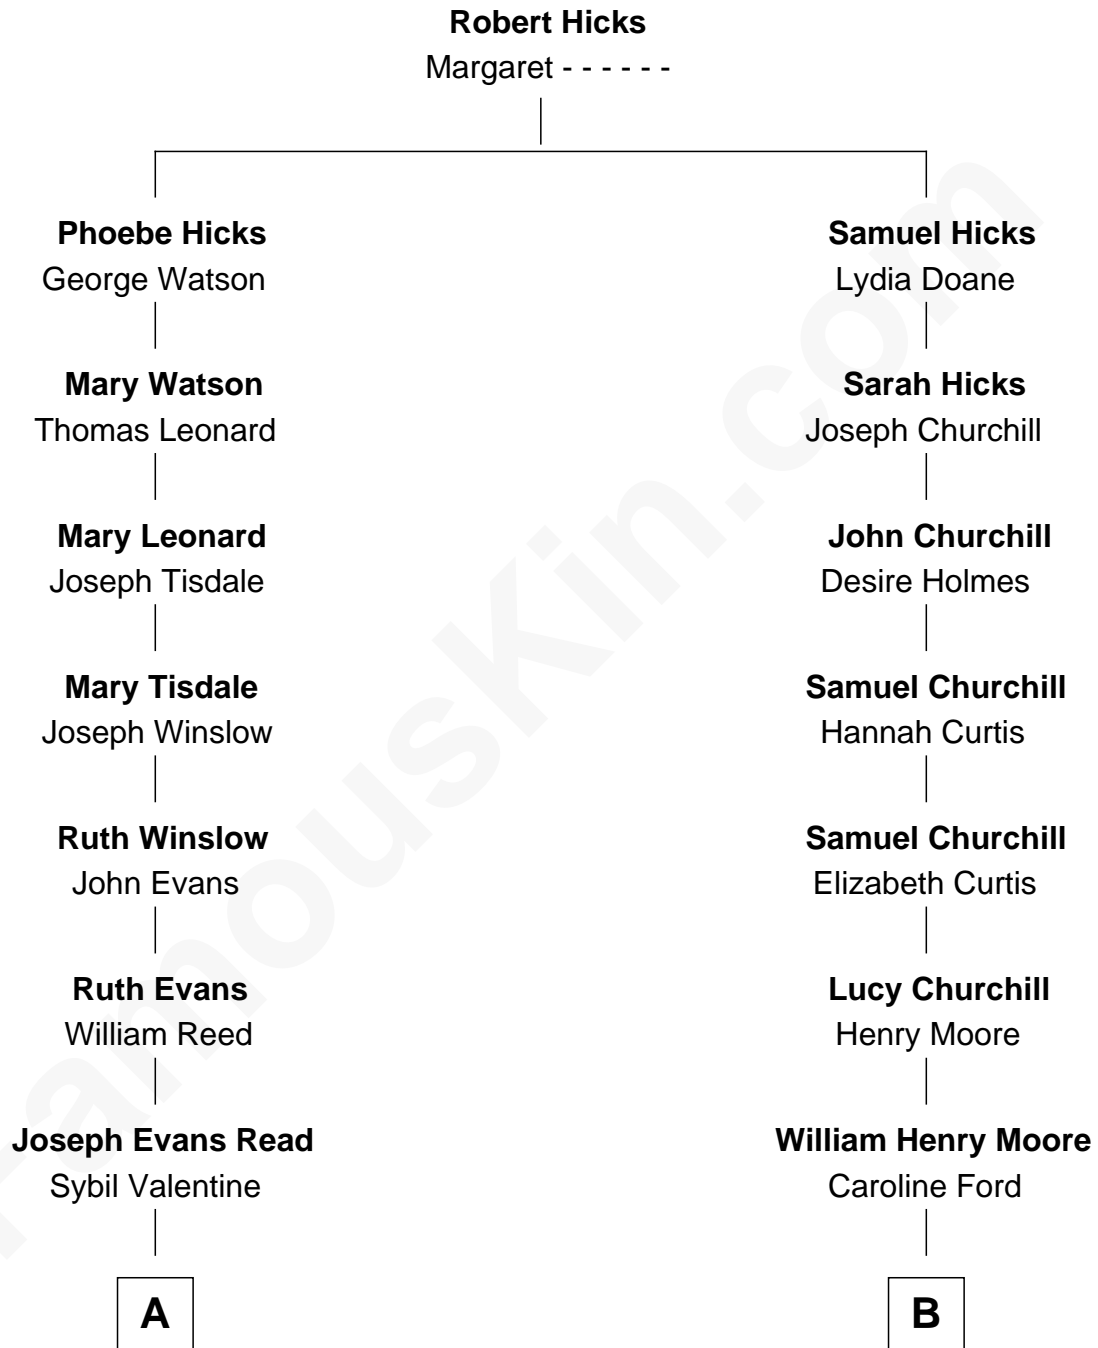 Robert Hicks
Margaret - - - - - -
Phoebe Hicks
George Watson
Samuel Hicks
Lydia Doane
Mary Watson
Thomas Leonard
Sarah Hicks
Joseph Churchill
Mary Leonard
Joseph Tisdale
John Churchill
Desire Holmes
Mary Tisdale
Joseph Winslow
Samuel Churchill
Hannah Curtis
Ruth Winslow
John Evans
Samuel Churchill
Elizabeth Curtis
Ruth Evans
William Reed
Lucy Churchill
Henry Moore
Joseph Evans Read
Sybil Valentine
William Henry Moore
Caroline Ford
A
B
FamousKin.com